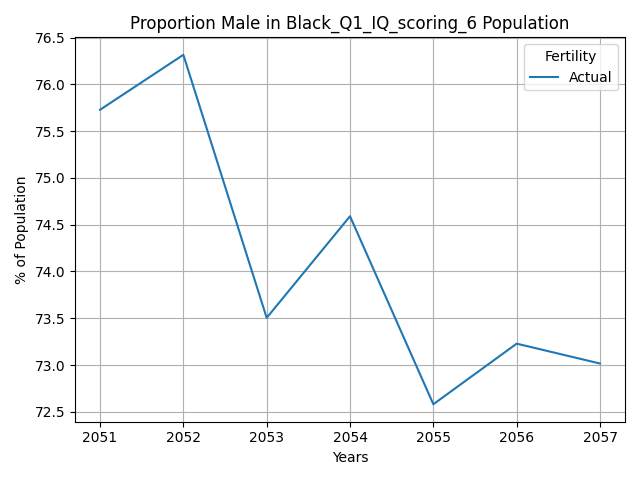 Proportion Male in Black_Q1_IQ_scoring_6 Population
Fertility
Actual
76.5
76.0
75.5
75.0
74.5
74.0
73.5
73.0
72.5
% of Population
2051 2052 2053 2054 2055 2056 2057
Years